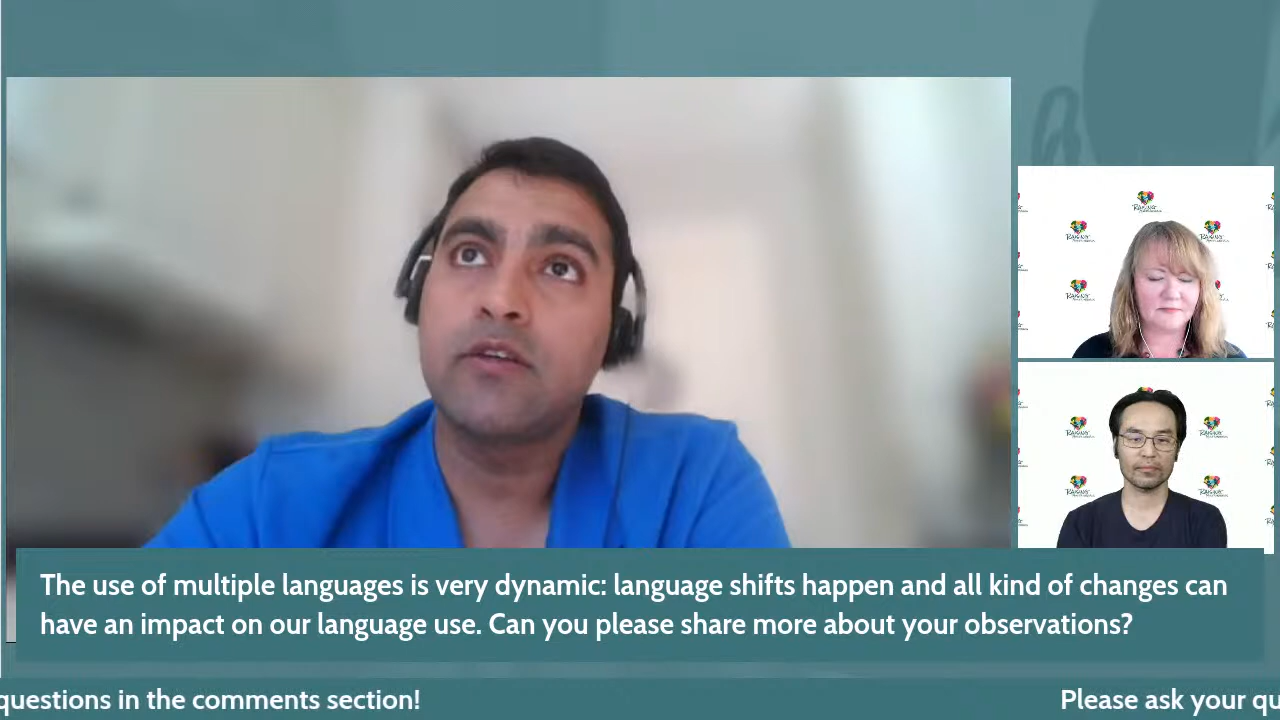 The use of multiple languages is very dynamic: language shifts happen and all kind of changes can
have an impact on our language use. Can you please share more about your observations?
questions in the comments section!
Please ask your qu